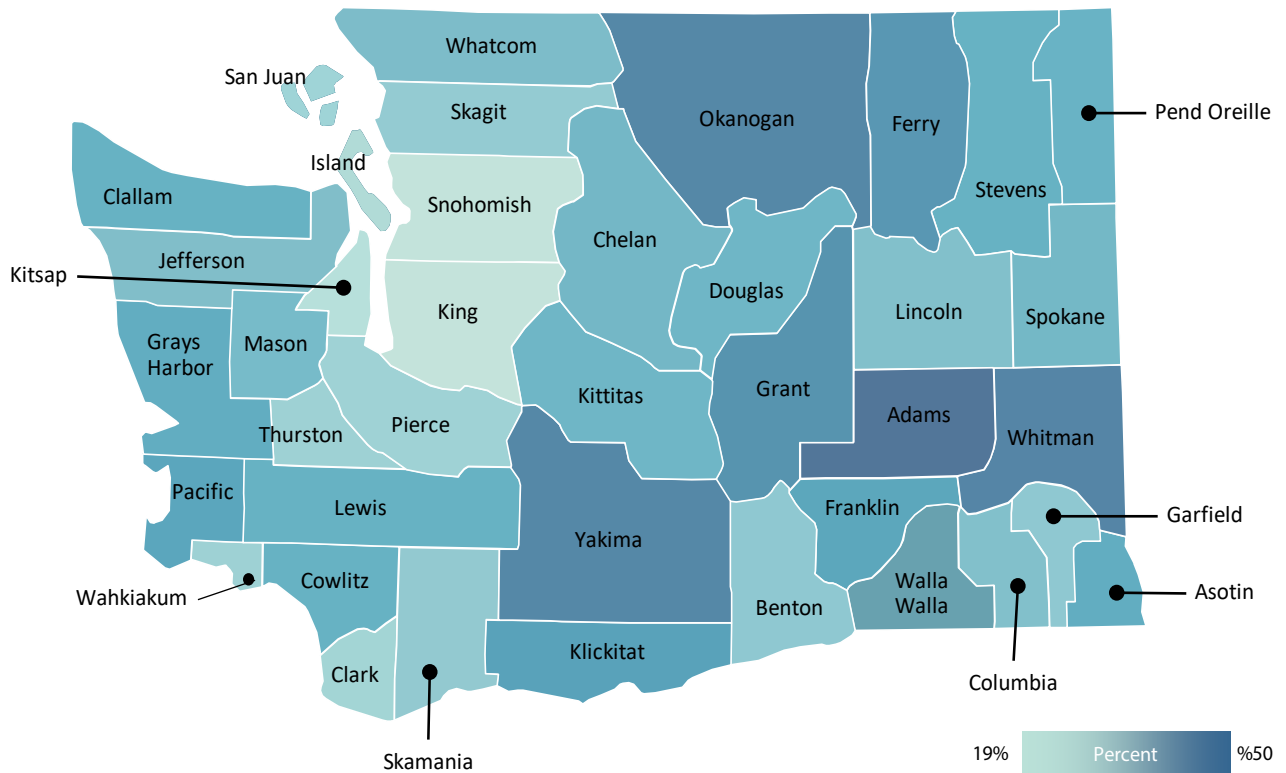 Whatcom
San Juan
Skagit
Okanogan
Ferry
Pend Oreille
Island
Stevens
Clallam
Snohomish
Chelan
Jefferson
Kitsap
Douglas
King
Lincoln
Spokane
Grays
Harbor
Mason
Kittitas
Grant
Adams
Thurston
Pierce
Whitman
Pacific
Lewis
Franklin
Garfield
Yakima
Cowlitz
Wahkiakum
Walla
Walla
Asotin
Benton
Klickitat
Clark
Columbia
Skamania
19% Percent %50